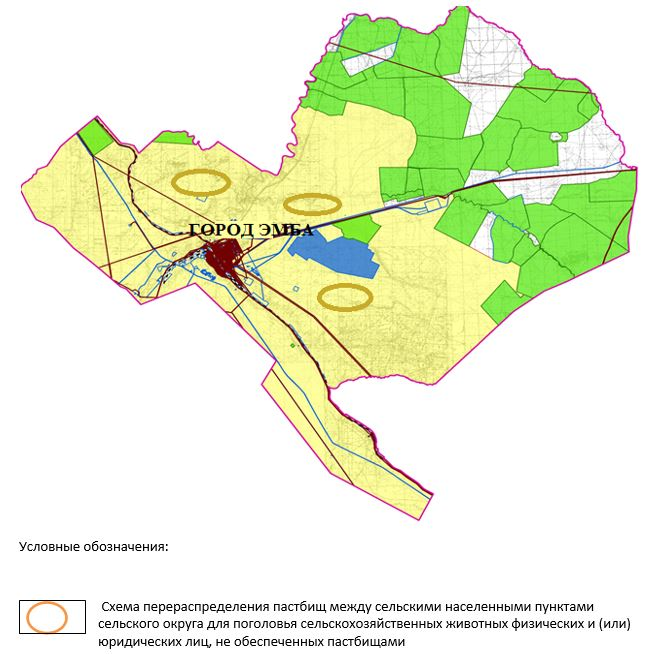 ГОРОД ЭМБА
Условные обозначения:
Схема перераспределения пастбищ между сельскими населенными пунктами
сельского округа для поголовья сельскохозяйственных животных физических и (или)
юридических лиц, не обеспеченных пастбищами